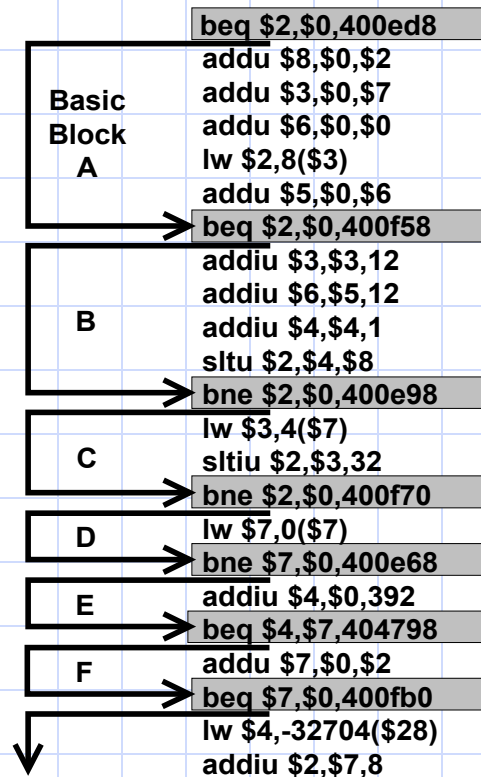 beq $2,$0,400ed8
addu $8,$0,$2
addu $3,$0,$7
addu $6,$0,$0
lw $2,8($3)
addu $5,$0,$6
beq $2,$0,400f58
Basic
Block
A
addiu $3,$3,12
addiu $6,$5,12
addiu $4,$4,1
sltu $2,$4,$8
bne $2,$0,400e98
B
lw $3,4($7)
sltiu $2,$3,32
bne $2,$0,400f70
C
lw $7,0($7)
bne $7,$0,400e68
D
addiu $4,$0,392
beq $4,$7,404798
E
addu $7,$0,$2
beq $7,$0,400fb0
F
lw $4,-32704($28)
addiu $2,$7,8